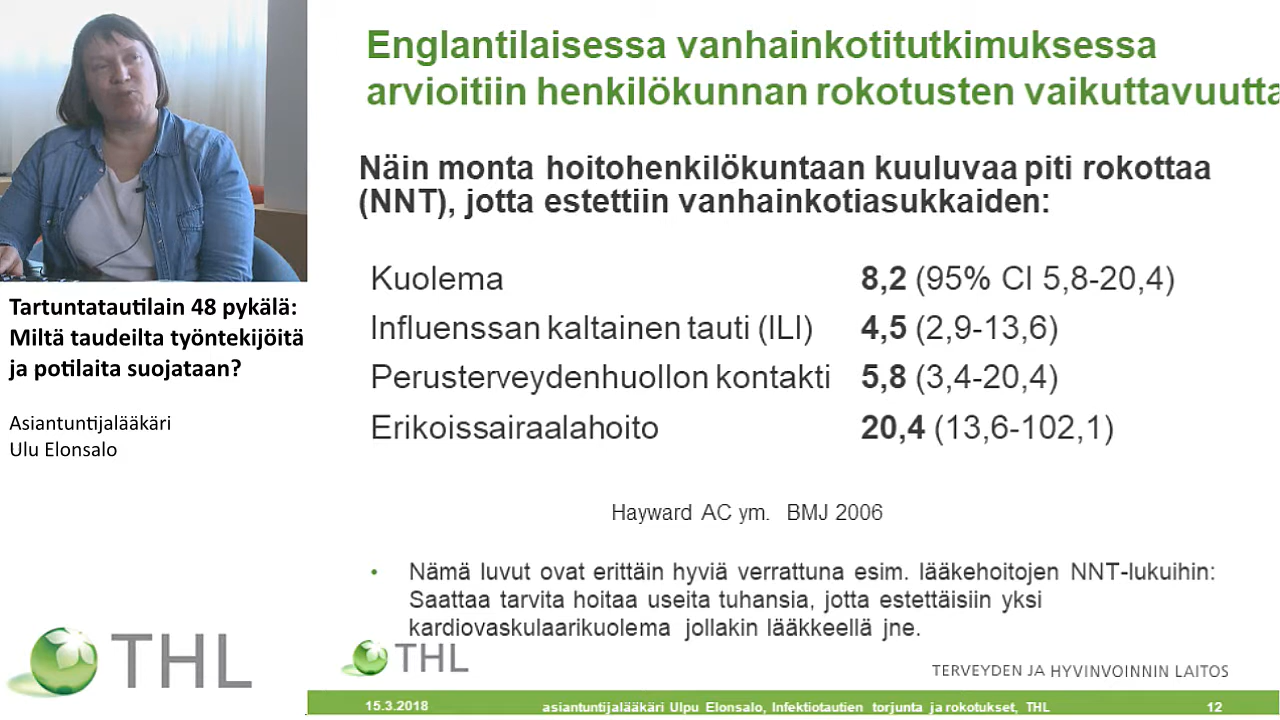 Englantilaisessa vanhainkotitutkimuksessa
arvioitiin henkilökunnan rokotusten vaikuttavuutta
Näin monta hoitohenkilökuntaan kuuluvaa piti rokottaa
(NNT), jotta estettiin vanhainkotiasukkaiden:
Kuolema 8,2 (95% CI 5,8-20,4)
Influenssan kaltainen tauti (ILI) 4,5 (2,9-13,6)
Perusterveydenhuollon kontakti 5,8 (3,4-20,4)
Erikoissairaalahoito 20,4 (13,6-102,1)
Hayward AC ym. BMJ 2006
• Nämä luvut ovat erittäin hyviä verrattuna esim. lääkehoitojen NNT-lukuihin:
Saattaa tarvita hoitaa useita tuhansia, jotta estettäisiin yksi
kardiovaskulaarikuolema jollakin lääkkeellä jne.
THL
TERVEYDEN JA HYVINVOINNIN LAITOS
15.3.2018 asiantuntijalääkäri Ulpu Elonsalo, Infektiotautien torjunta ja rokotukset, THL 12
Tartuntatautilain 48 pykälä:
Miltä taudeilta työntekijöitä
ja potilaita suojataan?
Asiantuntijalääkäri
Ulu Elonsalo
THL